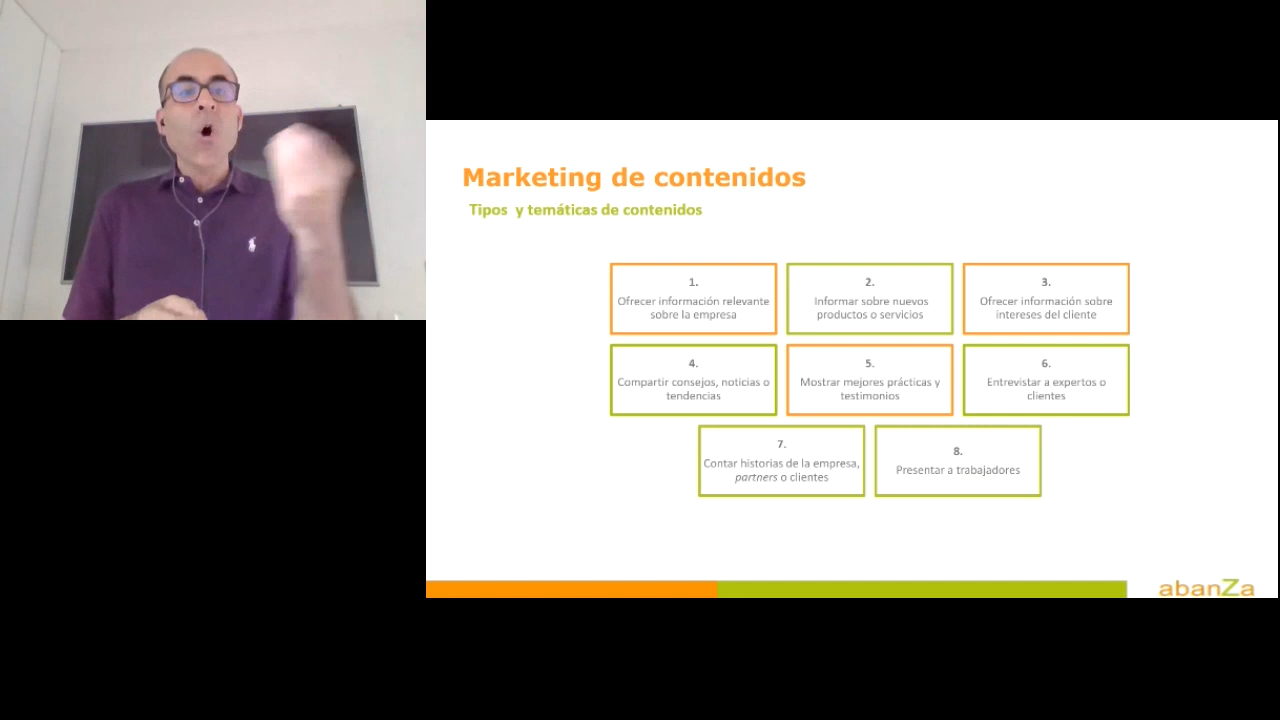 Marketing de contenidos
Tipos y temáticas de contenidos
1.
Ofrecer información relevante
sobre la empresa
2.
Informar sobre nuevos
productos o servicios
3.
Ofrecer información sobre
intereses del cliente
4.
Compartir consejos, noticias o
tendencias
5.
Mostrar mejores prácticas y
testimonios
6.
Entrevistar a expertos o
clientes
7.
Contar historias de la empresa,
partners o clientes
8.
Presentar a trabajadores
abanZa